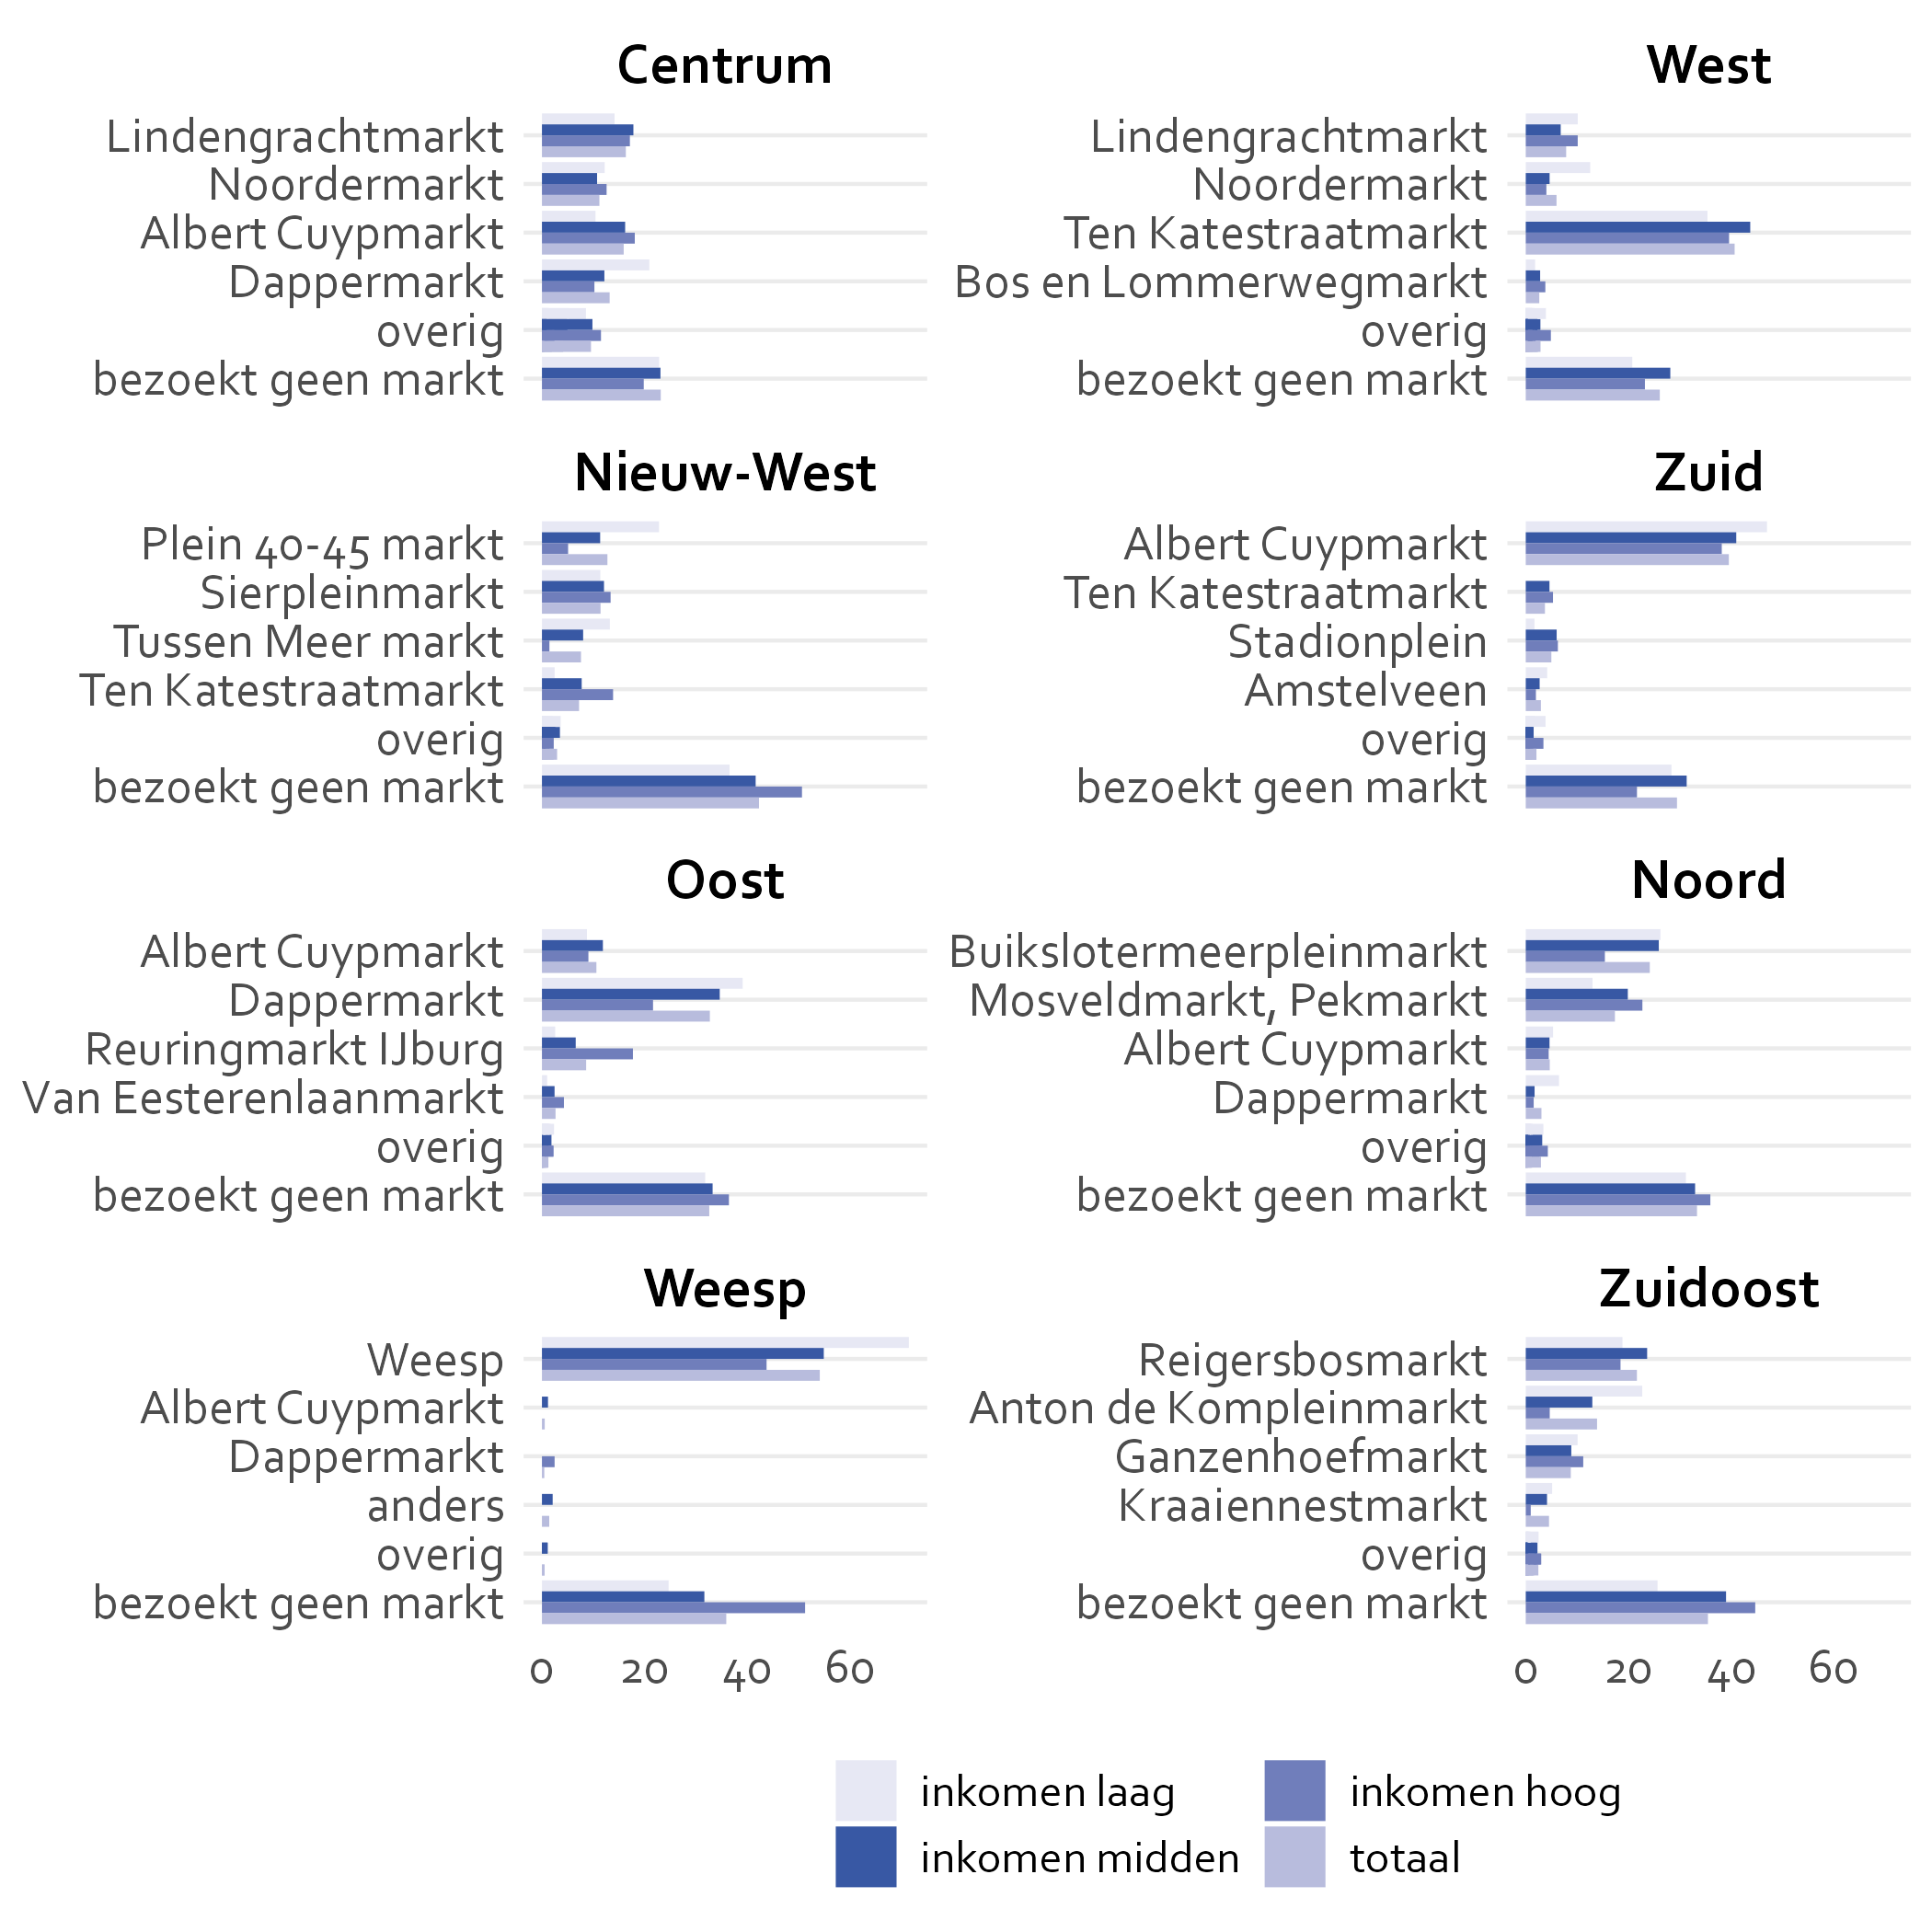 Centrum
Lindengrachtmarkt
Noordermarkt
Albert Cuypmarkt
Dappermarkt
overig
bezoekt geen markt
West
Lindengrachtmarkt
Noordermarkt
Ten Katestraatmarkt
Bos en Lommerwegmarkt
overig
bezoekt geen markt
Nieuw-West
Plein 40-45 markt
Sierpleinmarkt
Tussen Meer markt
Ten Katestraatmarkt
overig
bezoekt geen markt
Zuid
Albert Cuypmarkt
Ten Katestraatmarkt
Stadionplein
Amstelveen
overig
bezoekt geen markt
Oost
Albert Cuypmarkt
Dappermarkt
Reuringmarkt IJburg
Van Eesterenlaanmarkt
overig
bezoekt geen markt
Noord
Buikslotermeerpleinmarkt
Mosveldmarkt, Pekmarkt
Albert Cuypmarkt
Dappermarkt
overig
bezoekt geen markt
Weesp
Weesp
Albert Cuypmarkt
Dappermarkt
anders
overig
bezoekt geen markt
0 20 40 60
Zuidoost
Reigersbosmarkt
Anton de Kompleinmarkt
Ganzenhoefmarkt
Kraaiennestmarkt
overig
bezoekt geen markt
0 20 40 60
inkomen laag
inkomen midden
inkomen hoog
totaal